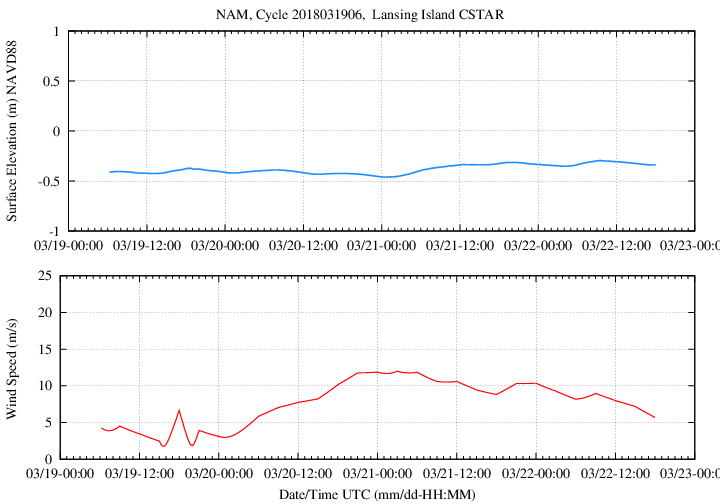 NAM, Cycle 2018031906,  Lansing Island CSTAR
Surface Elevation (m) NAVD88
1
0.5
0
-0.5
-1
03/19-00:00 03/19-12:00 03/20-00:00 03/20-12:00 03/21-00:00 03/21-12:00 03/22-00:00 03/22-12:00 03/23-00:0
Wind Speed (m/s)
25
20
15
10
5
0
03/19-00:00 03/19-12:00 03/20-00:00 03/20-12:00 03/21-00:00 03/21-12:00 03/22-00:00 03/22-12:00 03/23-00:0
Date/Time UTC (mm/dd-HH:MM)